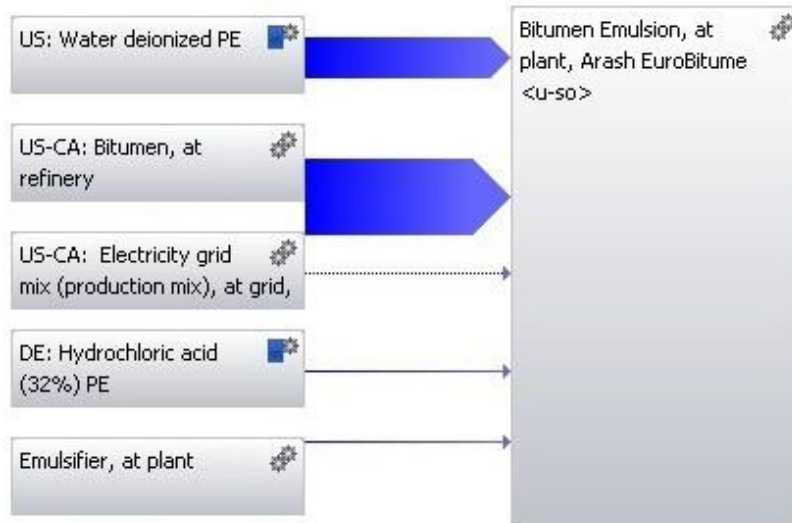 US: Water deionized PE
Bitumen Emulsion, at
plant, Arash EuroBitume
<u-so>
US-CA: Bitumen, at
refinery
US-CA: Electricity grid
mix (production mix), at grid,
DE: Hydrochloric acid
(32%) PE
Emulsifier, at plant